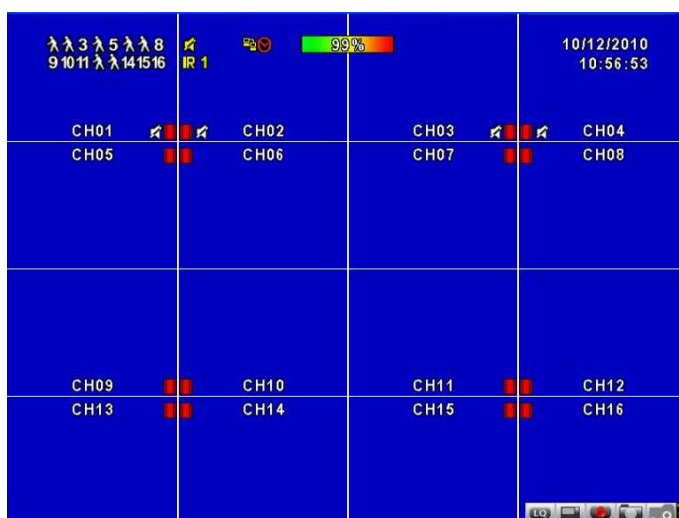 3 5 8
9 10 11 14 15 16 IR 1
99%
10/12/2010
10:56:53
CH01 CH02 CH03 CH04
CH05 CH06 CH07 CH08
CH09 CH10 CH11 CH12
CH13 CH14 CH15 CH16
LQ